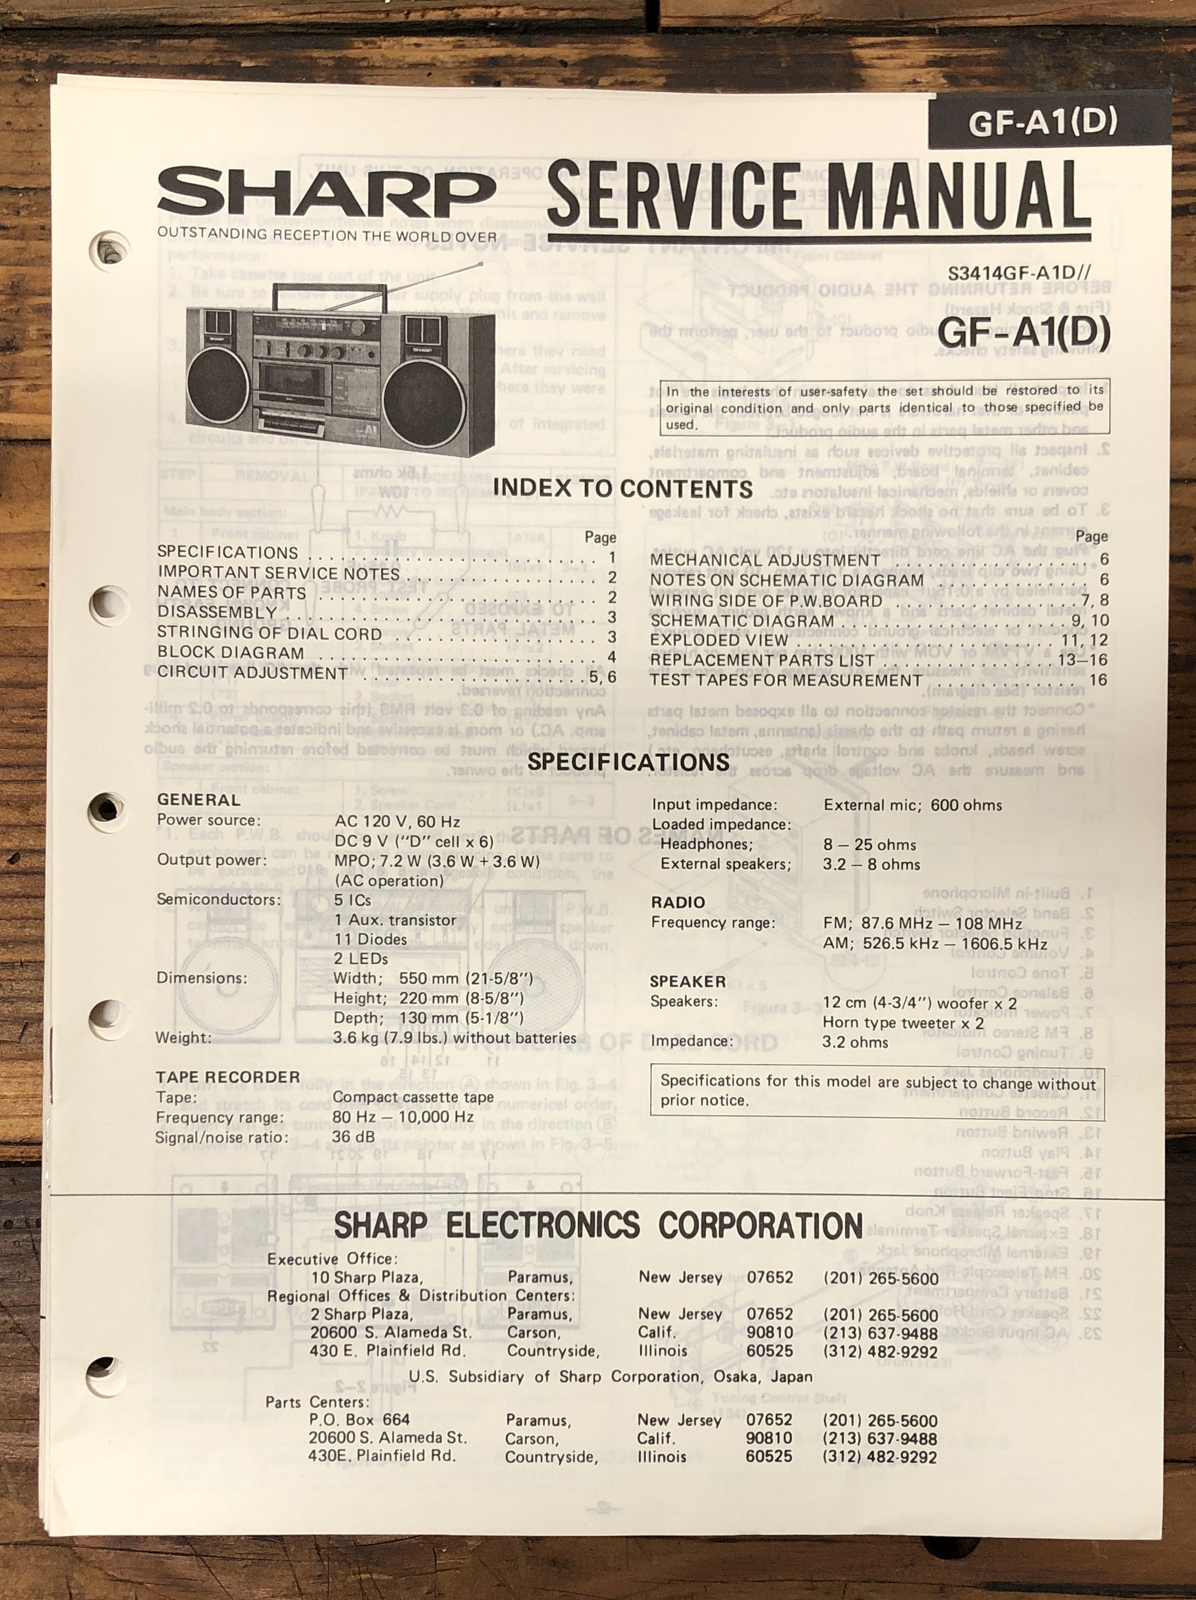 GF-A1(D)
SHARP SERVICE MANUAL
OUTSTANDING RECEPTION THE WORLD OVER
S3414GF-A1D//
GF-A1(D)
SHARP
In the interests of user-safety the set should be restored to its
original condition and only parts identical to those specified be
used.
INDEX TO CONTENTS
Page
SPECIFICATIONS . . . . . . . . . . 1
IMPORTANT SERVICE NOTES . . . . . . . . . . 2
NAMES OF PARTS . . . . . . . . . . 2
DISASSEMBLY . . . . . . . . . . 3
STRINGING OF DIAL CORD . . . . . . . . . . 3
BLOCK DIAGRAM . . . . . . . . . . 4
CIRCUIT ADJUSTMENT . . . . . . . . . . 5, 6
Page
MECHANICAL ADJUSTMENT . . . . . . . . . . 6
NOTES ON SCHEMATIC DIAGRAM . . . . . . . . . . 6
WIRING SIDE OF P.W.BOARD . . . . . . . . . . 7, 8
SCHEMATIC DIAGRAM . . . . . . . . . . 9, 10
EXPLODED VIEW . . . . . . . . . . 11, 12
REPLACEMENT PARTS LIST . . . . . . . . . . 13–16
TEST TAPES FOR MEASUREMENT . . . . . . . . . . 16
SPECIFICATIONS
GENERAL
Power source: AC 120 V, 60 Hz
DC 9 V ("D" cell x 6)
Output power: MPO; 7.2 W (3.6 W + 3.6 W)
(AC operation)
Semiconductors: 5 ICs
1 Aux. transistor
11 Diodes
2 LEDs
Dimensions: Width; 550 mm (21-5/8")
Height; 220 mm (8-5/8")
Depth; 130 mm (5-1/8")
Weight: 3.6 kg (7.9 lbs.) without batteries
TAPE RECORDER
Tape: Compact cassette tape
Frequency range: 80 Hz – 10,000 Hz
Signal/noise ratio: 36 dB
Input impedance: External mic; 600 ohms
Loaded impedance:
Headphones; 8 – 25 ohms
External speakers; 3.2 – 8 ohms
RADIO
Frequency range: FM; 87.6 MHz – 108 MHz
AM; 526.5 kHz – 1606.5 kHz
SPEAKER
Speakers: 12 cm (4-3/4") woofer x 2
Horn type tweeter x 2
Impedance: 3.2 ohms
Specifications for this model are subject to change without
prior notice.
SHARP ELECTRONICS CORPORATION
Executive Office:
10 Sharp Plaza, Paramus, New Jersey 07652 (201) 265-5600
Regional Offices & Distribution Centers:
2 Sharp Plaza, Paramus, New Jersey 07652 (201) 265-5600
20600 S. Alameda St. Carson, Calif. 90810 (213) 637-9488
430 E. Plainfield Rd. Countryside, Illinois 60525 (312) 482-9292
U.S. Subsidiary of Sharp Corporation, Osaka, Japan
Parts Centers:
P.O. Box 664 Paramus, New Jersey 07652 (201) 265-5600
20600 S. Alameda St. Carson, Calif. 90810 (213) 637-9488
430E. Plainfield Rd. Countryside, Illinois 60525 (312) 482-9292